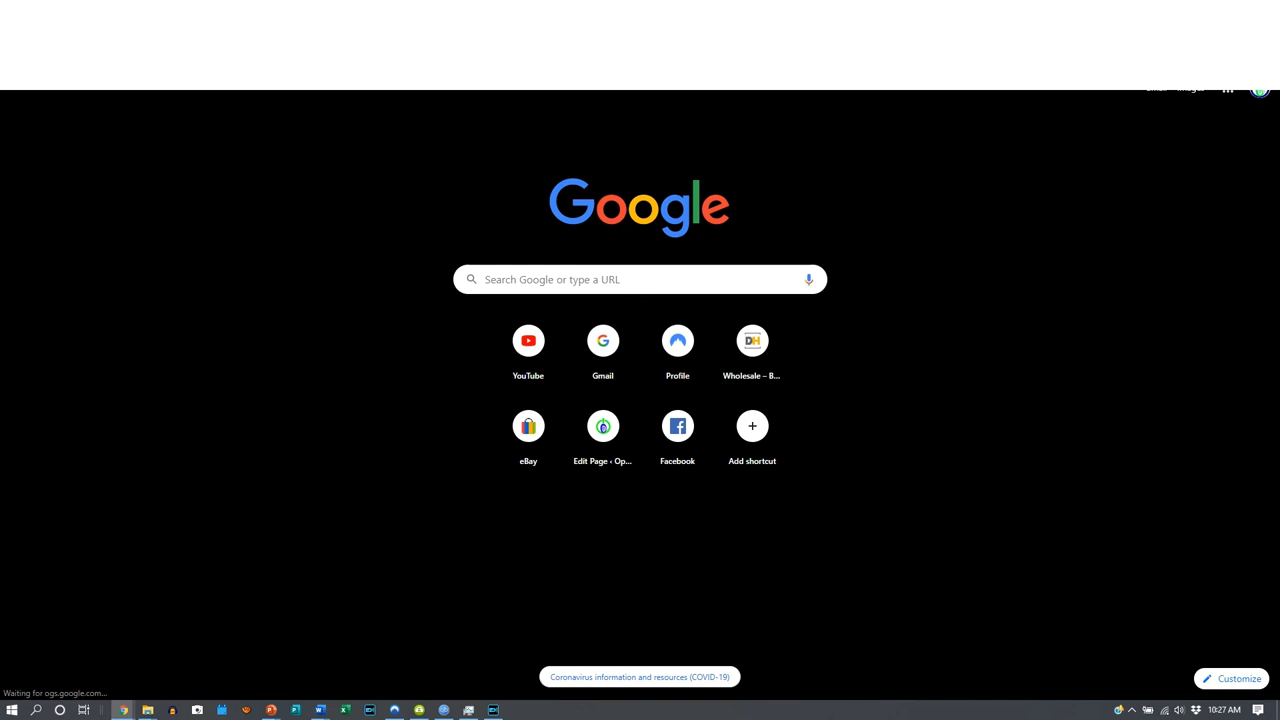 Google
Search Google or type a URL
YouTube
Gmail
Profile
DH
Wholesale – B...
eBay
Edit Page ‹ Op...
Facebook
Add shortcut
Coronavirus information and resources (COVID-19)
Customize
Waiting for ogs.google.com...
10:27 AM